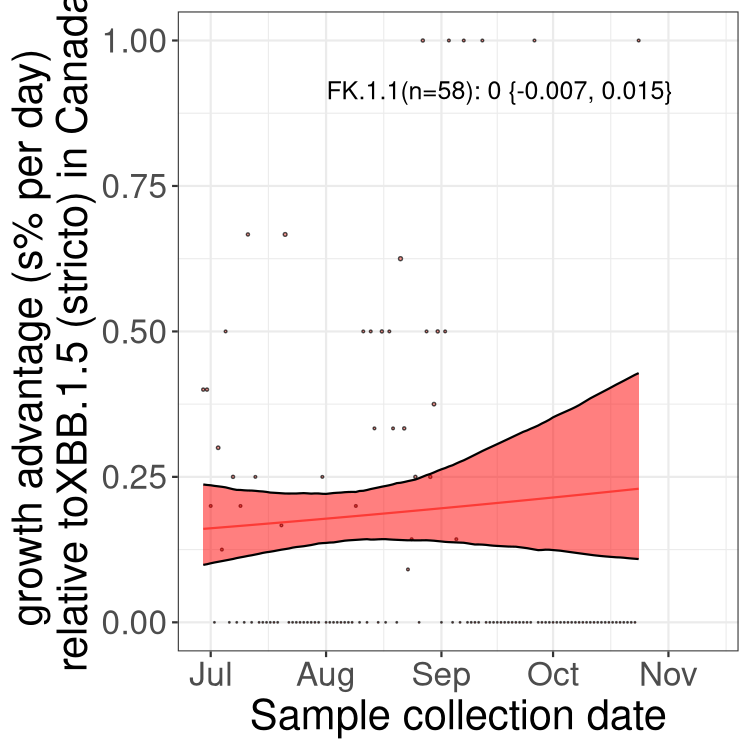 growth advantage (s% per day)
relative toXBB.1.5 (stricto) in Canada
1.00
0.75
0.50
0.25
0.00
FK.1.1(n=58): 0 {-0.007, 0.015}
Jul Aug Sep Oct Nov
Sample collection date